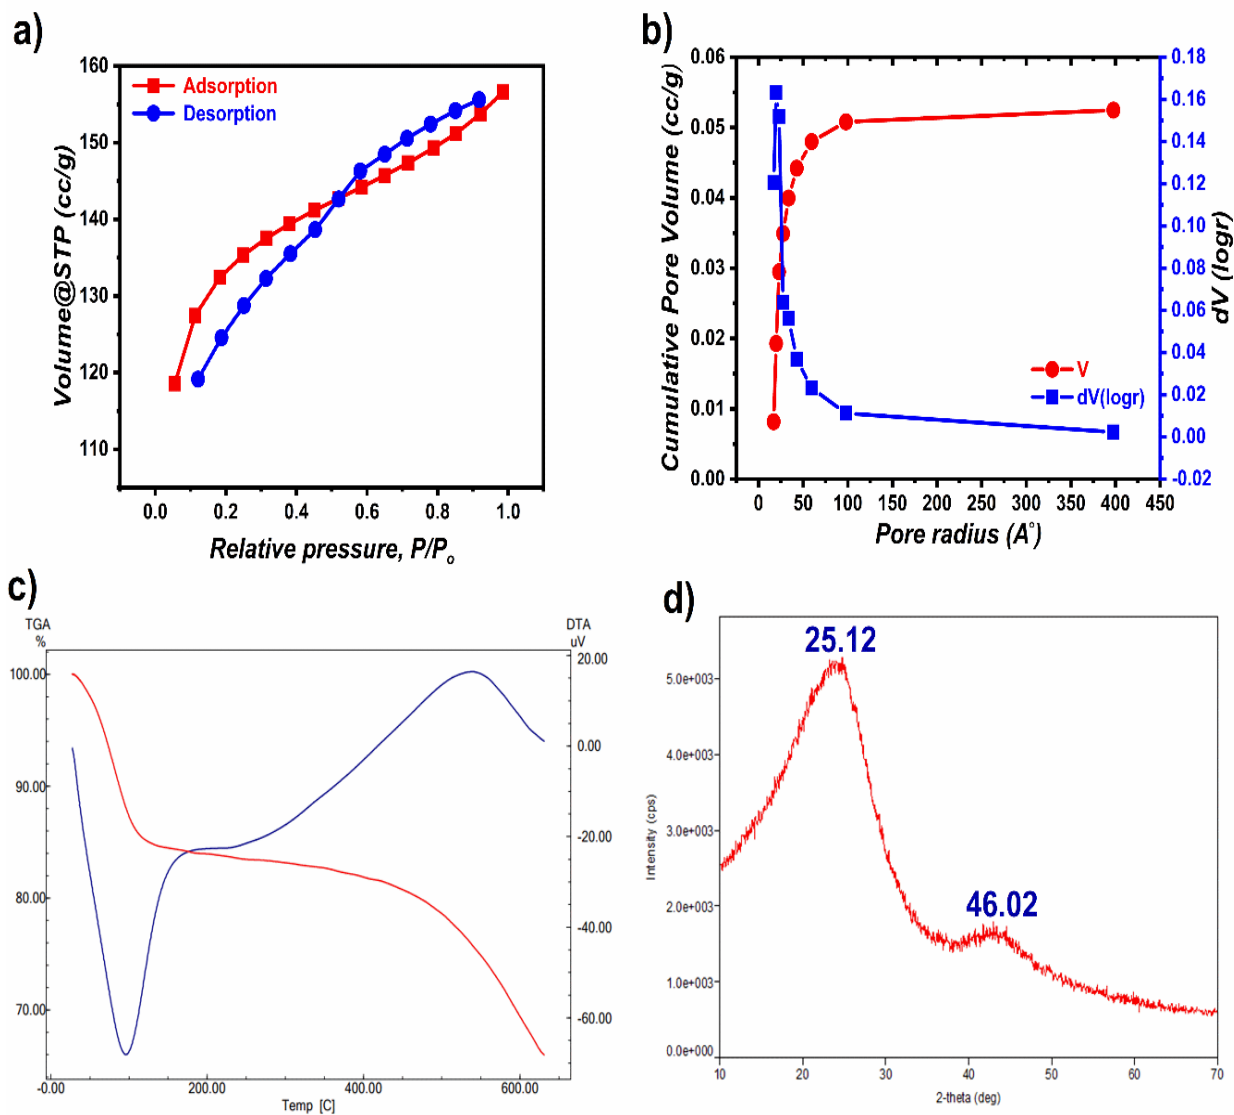 a)
160
150
140
130
120
110
Volume@STP (cc/g)
Adsorption
Desorption
0.0 0.2 0.4 0.6 0.8 1.0
Relative pressure, P/Pₒ
b)
0.06
0.05
0.04
0.03
0.02
0.01
0.00
Cumulative Pore Volume (cc/g)
V
dV(logr)
0.18
0.16
0.14
0.12
0.10
0.08
0.06
0.04
0.02
0.00
-0.02
dV (logr)
0 50 100 150 200 250 300 350 400 450
Pore radius (A°)
c)
TGA
%
100.00
90.00
80.00
70.00
DTA
uV
20.00
0.00
-20.00
-40.00
-60.00
-0.00 200.00 400.00 600.00
Temp [C]
d)
25.12
46.02
5.0e+003
4.0e+003
3.0e+003
2.0e+003
1.0e+003
0.0e+000
Intensity (cps)
10 20 30 40 50 60 70
2-theta (deg)